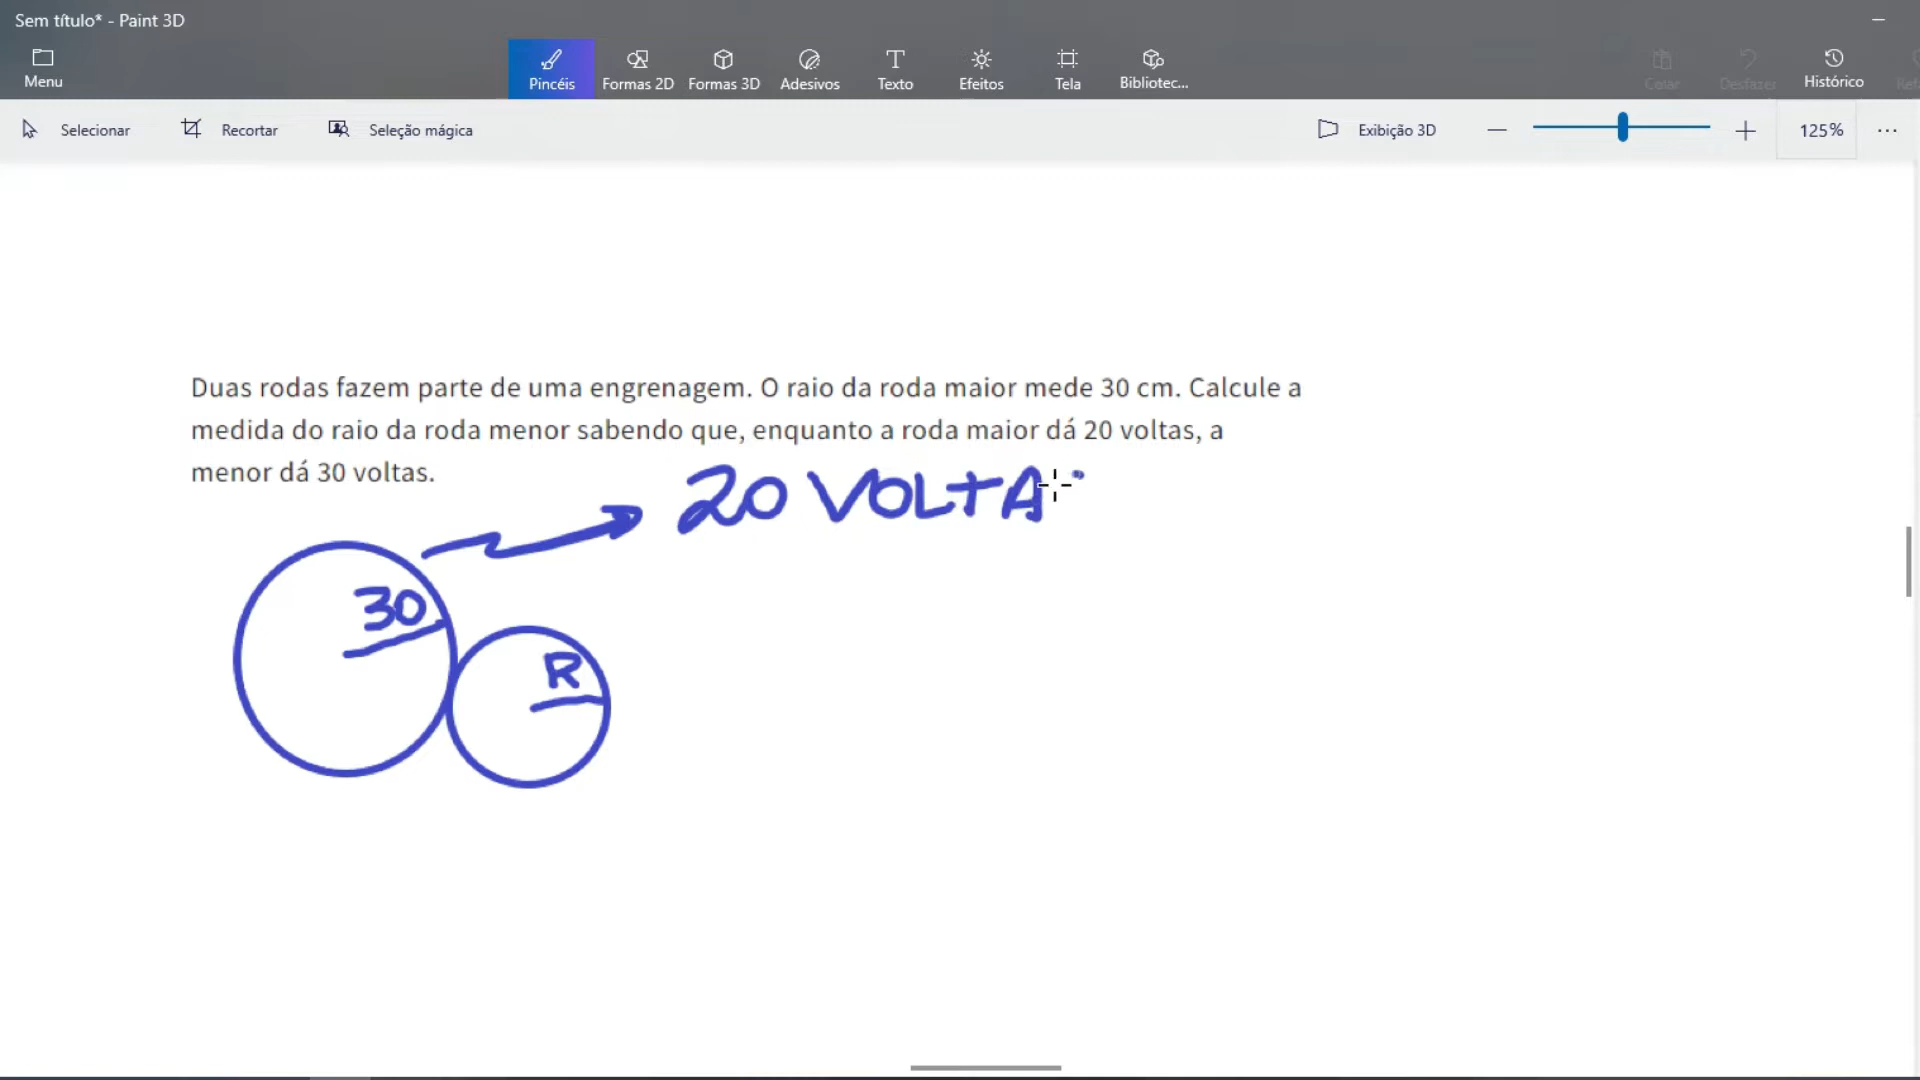 Sem título* - Paint 3D
Menu
Pincéis
Formas 2D
Formas 3D
Adesivos
Texto
Efeitos
Tela
Bibliotec...
Colar
Desfazer
Histórico
Selecionar
Recortar
Seleção mágica
Exibição 3D
125%
Duas rodas fazem parte de uma engrenagem. O raio da roda maior mede 30 cm. Calcule a
medida do raio da roda menor sabendo que, enquanto a roda maior dá 20 voltas, a
menor dá 30 voltas.
20 VOLTA
30
R